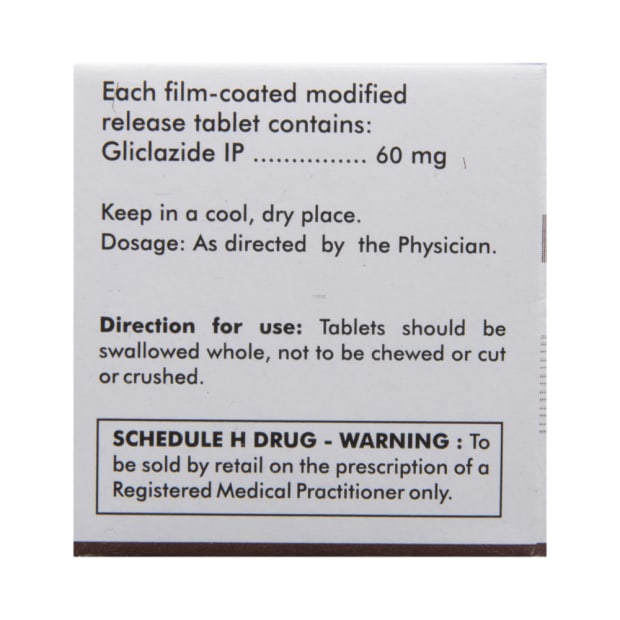 Each film-coated modified
release tablet contains:
Gliclazide IP ............... 60 mg
Keep in a cool, dry place.
Dosage: As directed by the Physician.
Direction for use: Tablets should be
swallowed whole, not to be chewed or cut
or crushed.
SCHEDULE H DRUG - WARNING : To
be sold by retail on the prescription of a
Registered Medical Practitioner only.